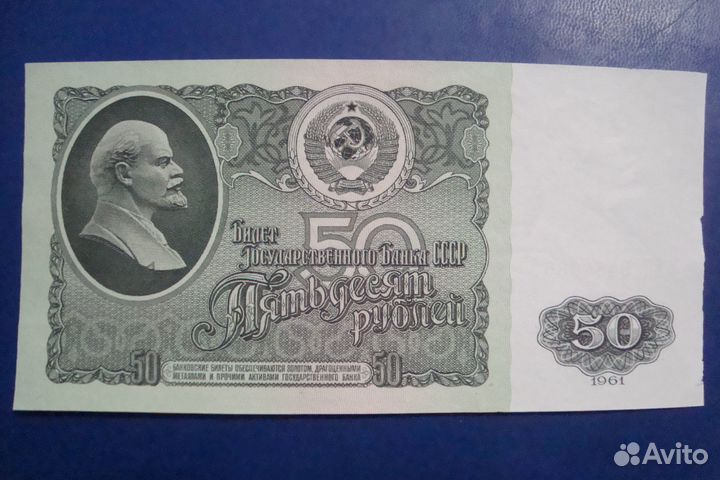 Билет
Государственного Банка СССР
50
Пятьдесят
рублей
50
БАНКОВСКИЕ БИЛЕТЫ ОБЕСПЕЧИВАЮТСЯ ЗОЛОТОМ, ДРАГОЦЕННЫМИ
МЕТАЛЛАМИ И ПРОЧИМИ АКТИВАМИ ГОСУДАРСТВЕННОГО БАНКА
50
50
1961
Avito